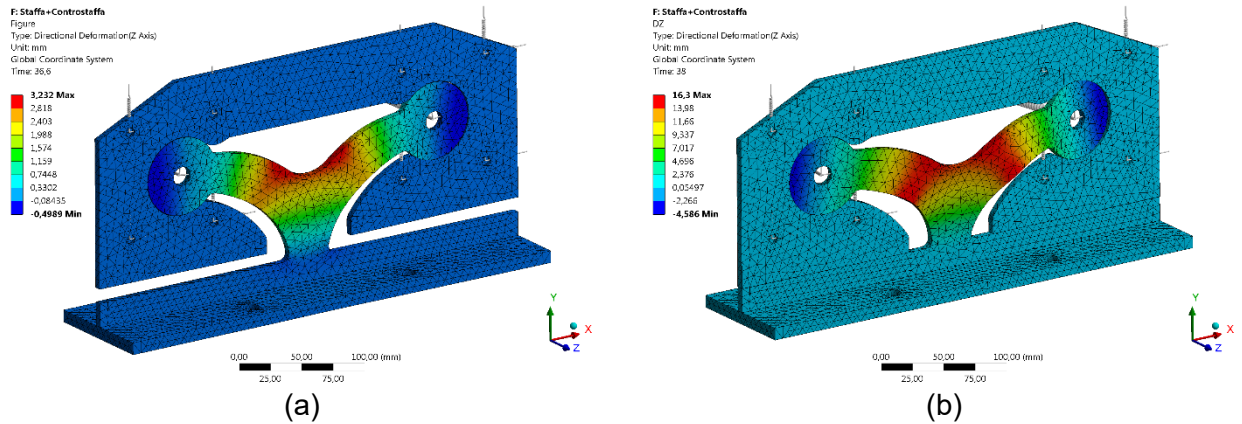 F: Staffa+Controstaffa
Figure
Type: Directional Deformation(Z Axis)
Unit: mm
Global Coordinate System
Time: 36,6
3,232 Max
2,818
2,403
1,988
1,574
1,159
0,7448
0,3302
-0,08435
-0,4989 Min
Y
X
Z
0,00 50,00 100,00 (mm)
25,00 75,00
(a)
F: Staffa+Controstaffa
DZ
Type: Directional Deformation(Z Axis)
Unit: mm
Global Coordinate System
Time: 38
16,3 Max
13,98
11,66
9,337
7,017
4,696
2,376
0,05497
-2,266
-4,586 Min
Y
X
Z
0,00 50,00 100,00 (mm)
25,00 75,00
(b)